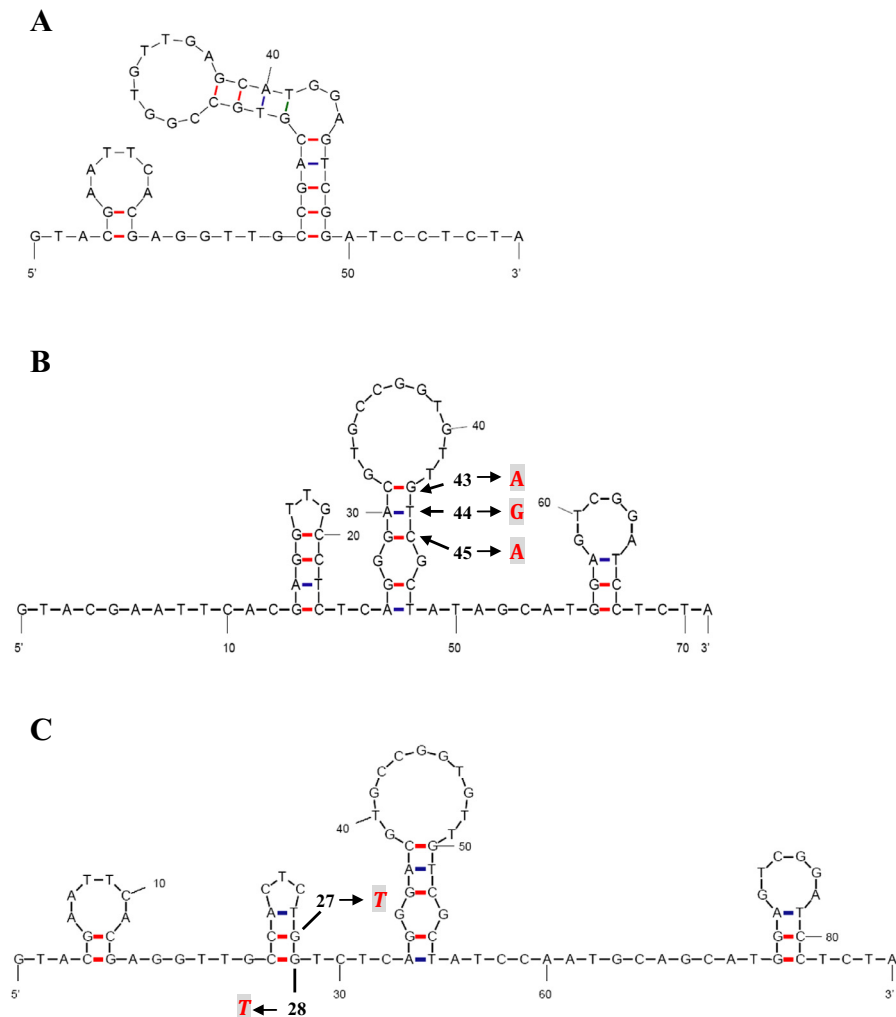 A
G T A C G A A T T C A C G A G G T T G C C G A C G T G C C G G T G T T G A G C A T G G A G T C G G A T C C T C T A
40
5' 50 3'
B
G T A C G A A T T C A C G A G G T T G C C T C T C A G G G A C G T G C C G G T G T T G T C G C T A T A G C A T G G A G T C G G A T C C T C T A
40
43 A
30 44 G 60
20 45 A
5' 10 50 70 3'
C
G T A C G A A T T C A C G A G G T T G C C A C T C T G G T C T C A G G G A C G T G C C G G T G T T G T C G C T A T C C A A T G C A G C A T G G A G T C G G A T C C T C T A
40 50
10 27 T
80
5' 30 60 3'
T 28